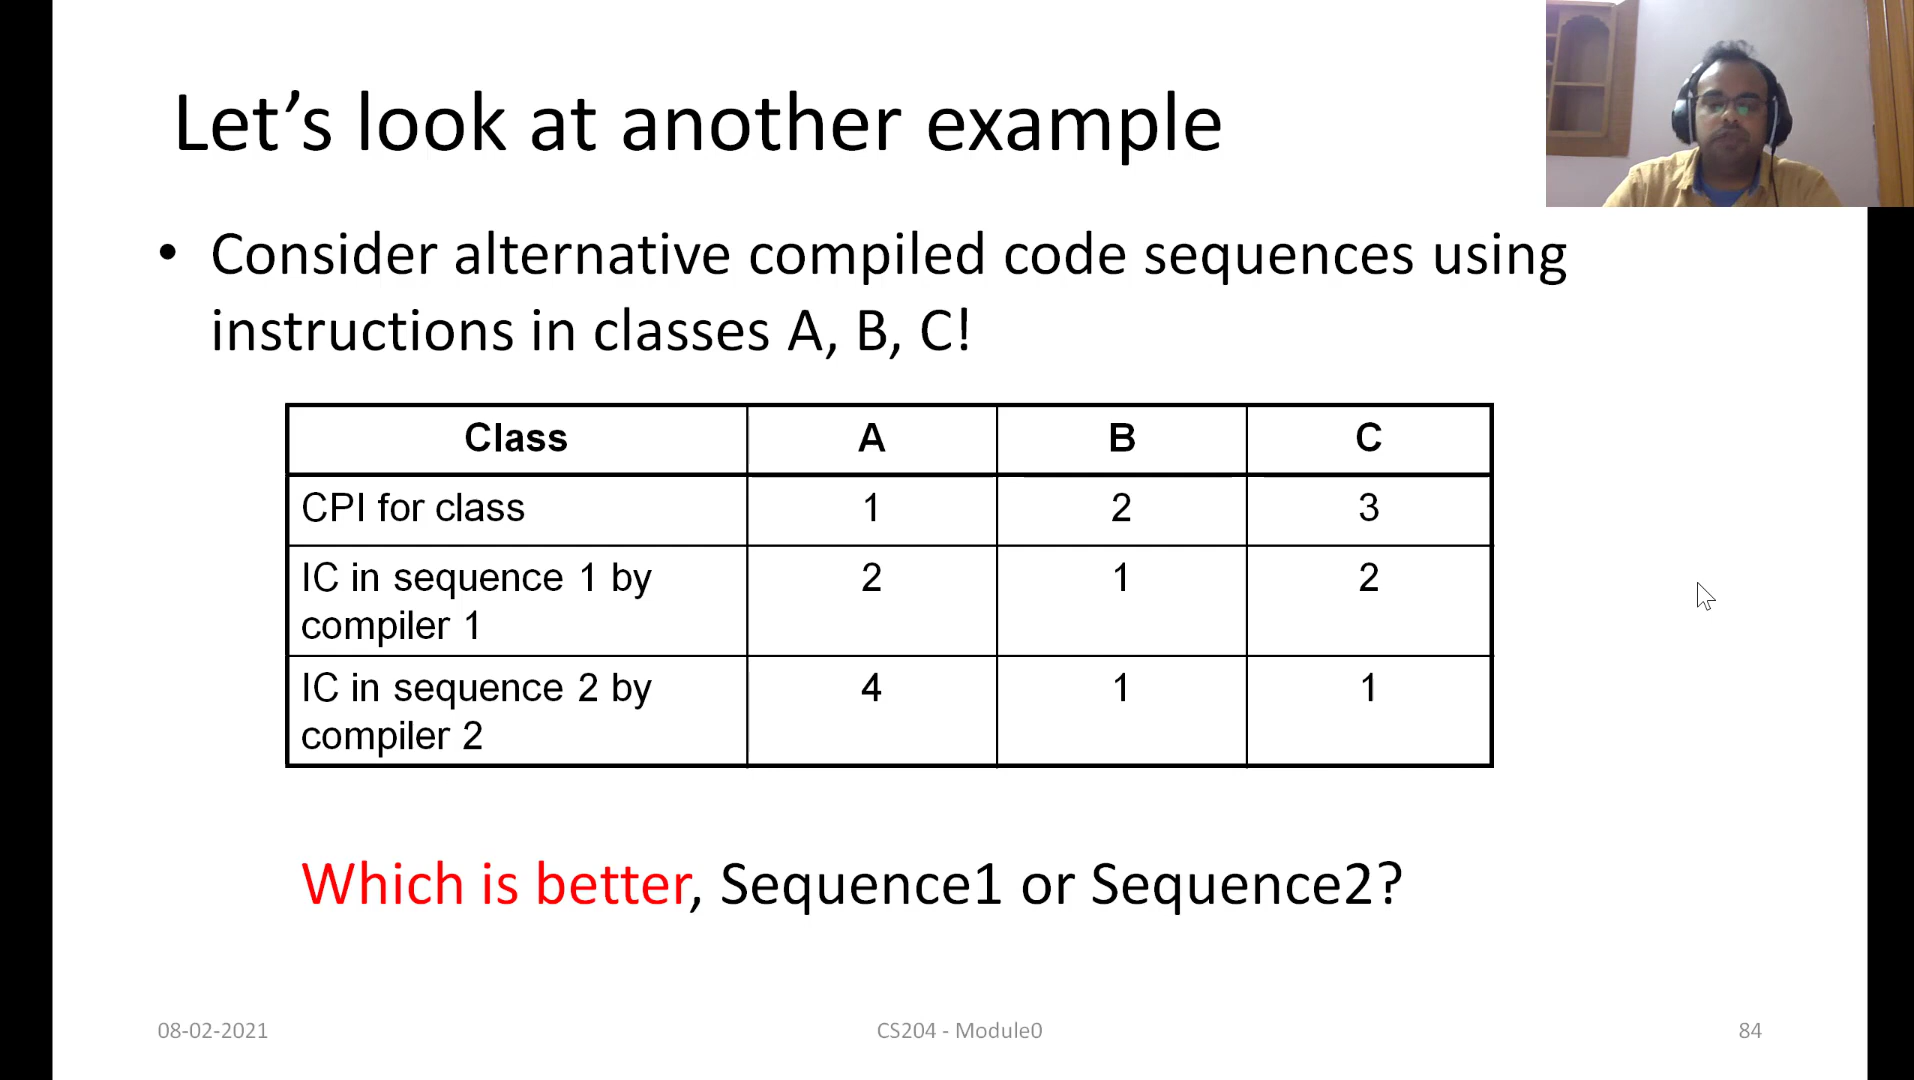 Let’s look at another example
• Consider alternative compiled code sequences using
instructions in classes A, B, C!
Class A B C
CPI for class 1 2 3
IC in sequence 1 by 2 1 2
compiler 1
IC in sequence 2 by 4 1 1
compiler 2
Which is better, Sequence1 or Sequence2?
08-02-2021 CS204 - Module0 84